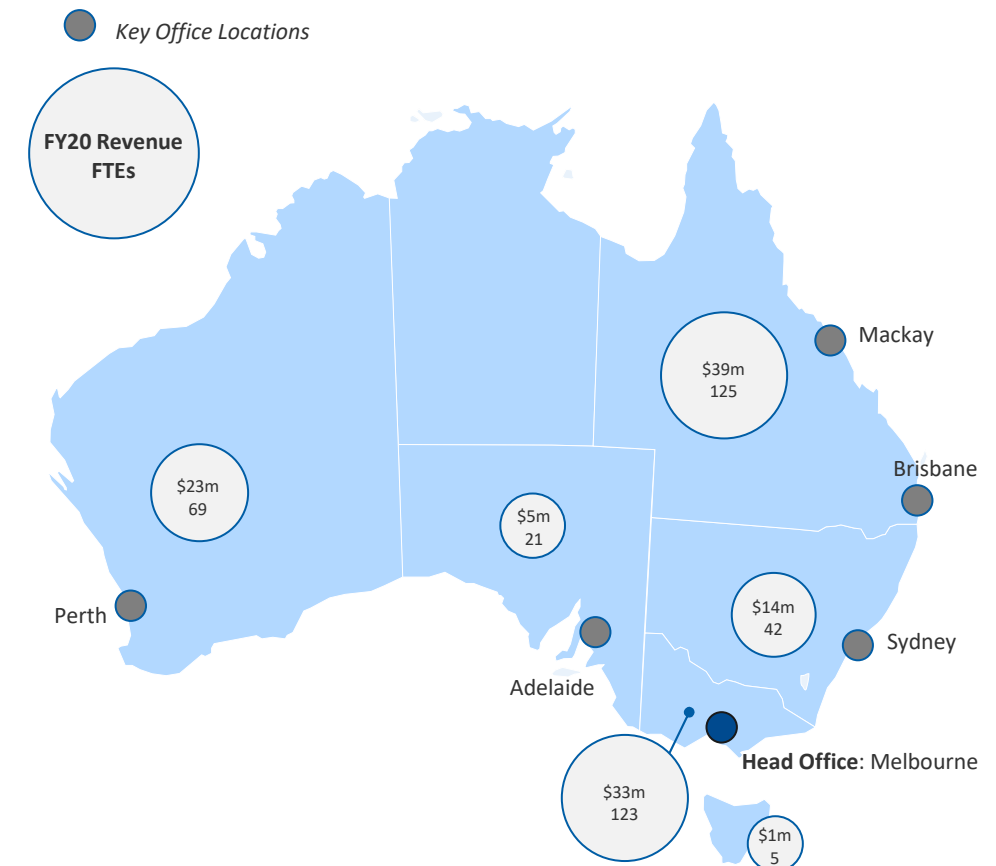 Key Office Locations
FY20 Revenue
FTEs
Mackay
$39m
125
Brisbane
$23m
69
$5m
21
Perth
$14m
42
Sydney
Adelaide
Head Office: Melbourne
$33m
123
$1m
5